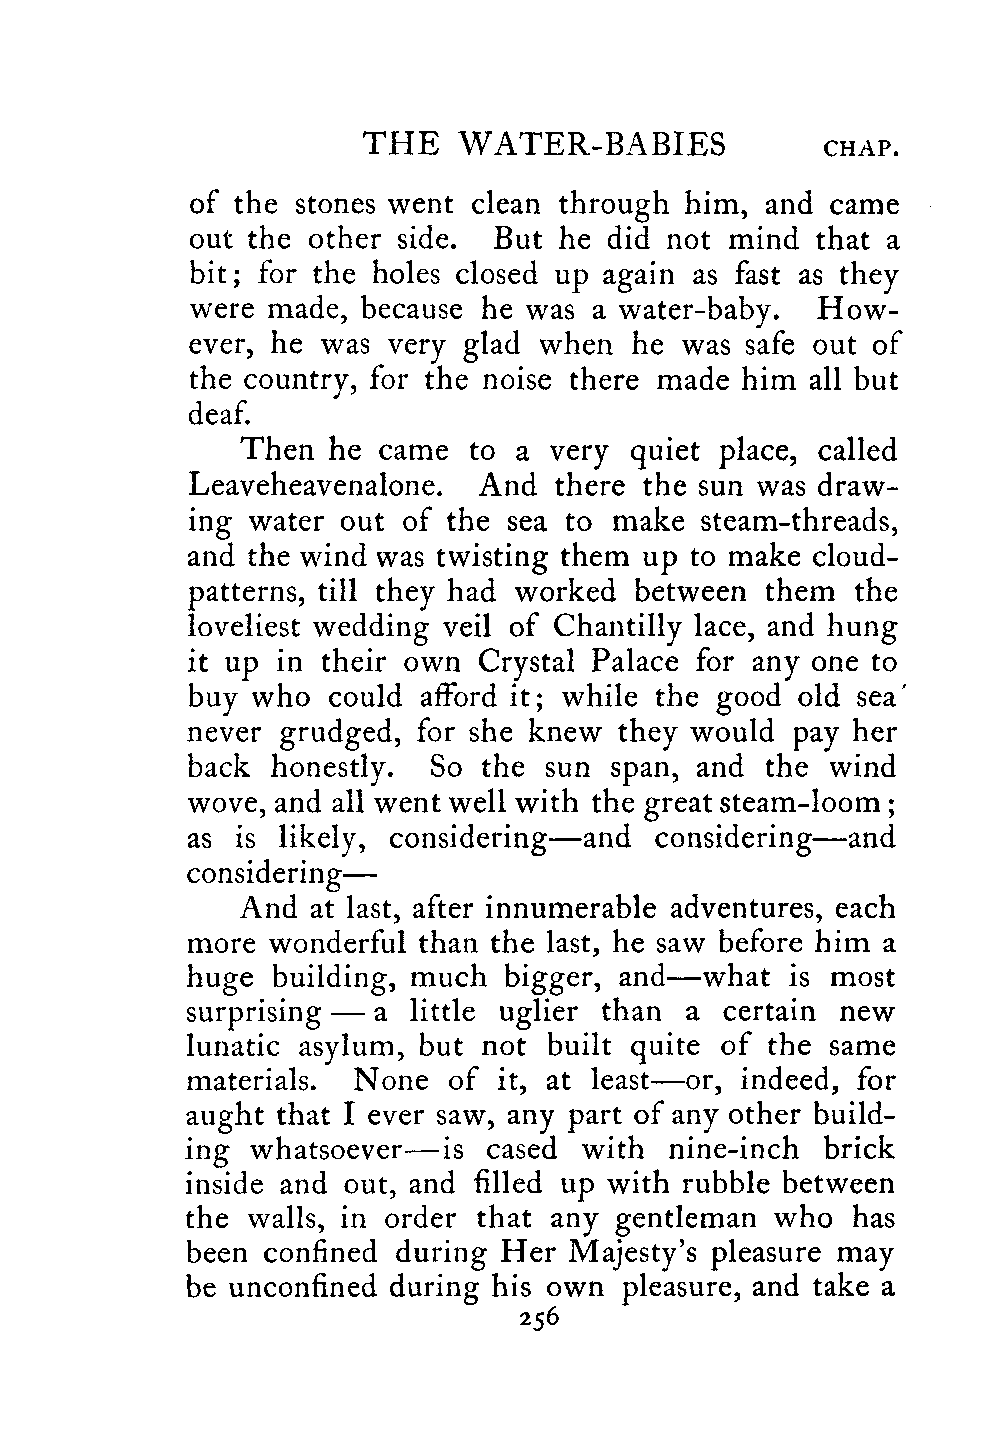 THE WATER-BABIES CHAP.
of the stones went clean through him, and came
out the other side. But he did not mind that a
bit; for the holes closed up again as fast as they
were made, because he was a water-baby. How-
ever, he was very glad when he was safe out of
the country, for the noise there made him all but
deaf.
Then he came to a very quiet place, called
Leaveheavenalone. And there the sun was draw-
ing water out of the sea to make steam-threads,
and the wind was twisting them up to make cloud-
patterns, till they had worked between them the
loveliest wedding veil of Chantilly lace, and hung
it up in their own Crystal Palace for any one to
buy who could afford it; while the good old sea
never grudged, for she knew they would pay her
back honestly. So the sun span, and the wind
wove, and all went well with the great steam-loom;
as is likely, considering—and considering—and
considering—
And at last, after innumerable adventures, each
more wonderful than the last, he saw before him a
huge building, much bigger, and—what is most
surprising — a little uglier than a certain new
lunatic asylum, but not built quite of the same
materials. None of it, at least—or, indeed, for
aught that I ever saw, any part of any other build-
ing whatsoever—is cased with nine-inch brick
inside and out, and filled up with rubble between
the walls, in order that any gentleman who has
been confined during Her Majesty's pleasure may
be unconfined during his own pleasure, and take a
256